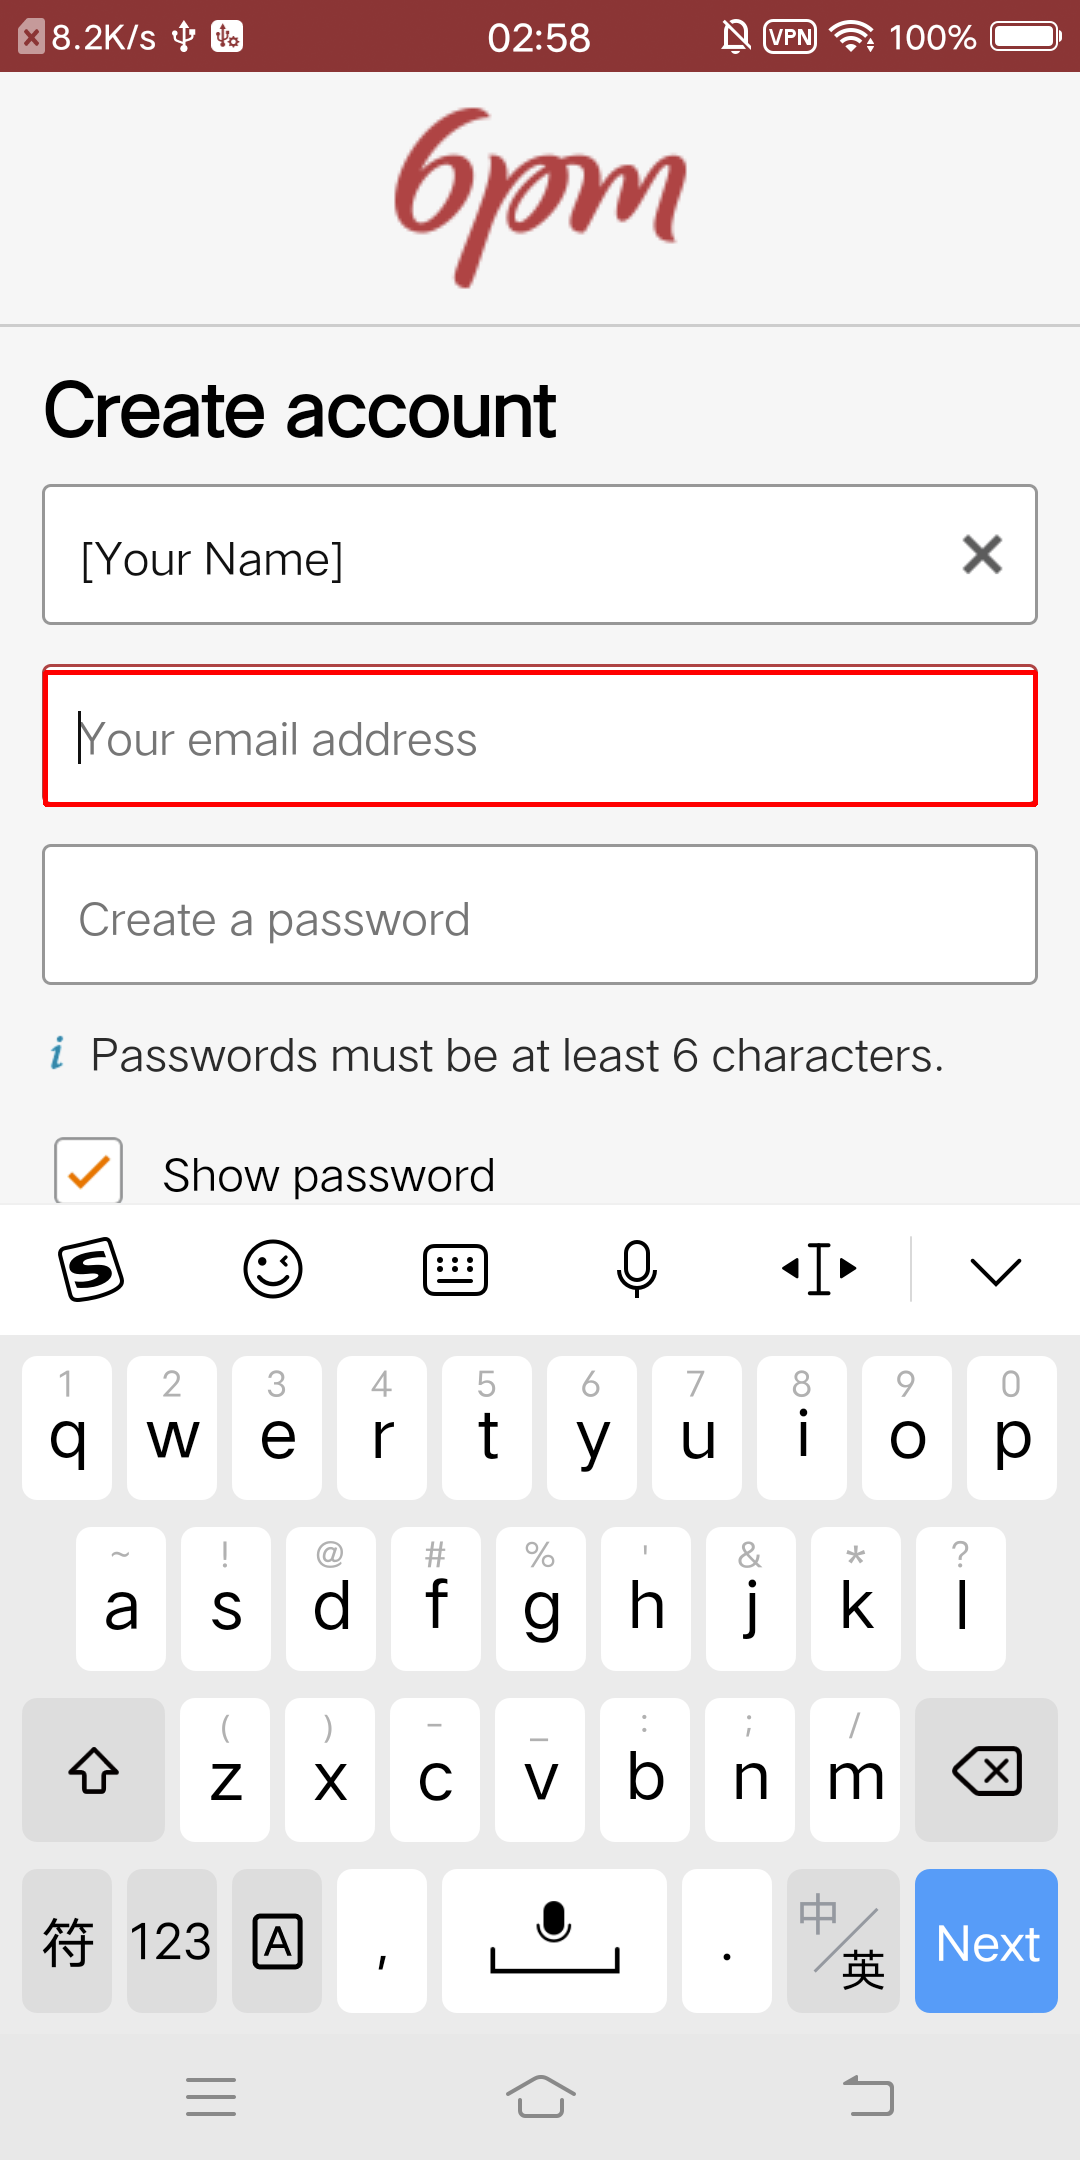 8.2K/s 02:58 VPN 100%
6pm
Create account
[Your Name]
Your email address
Create a password
i Passwords must be at least 6 characters.
Show password
S
1 2 3 4 5 6 7 8 9 0
q w e r t y u i o p
~ ! @ # % ' & * ?
a s d f g h j k l
( ) - _ : ; /
z x c v b n m
符 123 A , . 中/英 Next